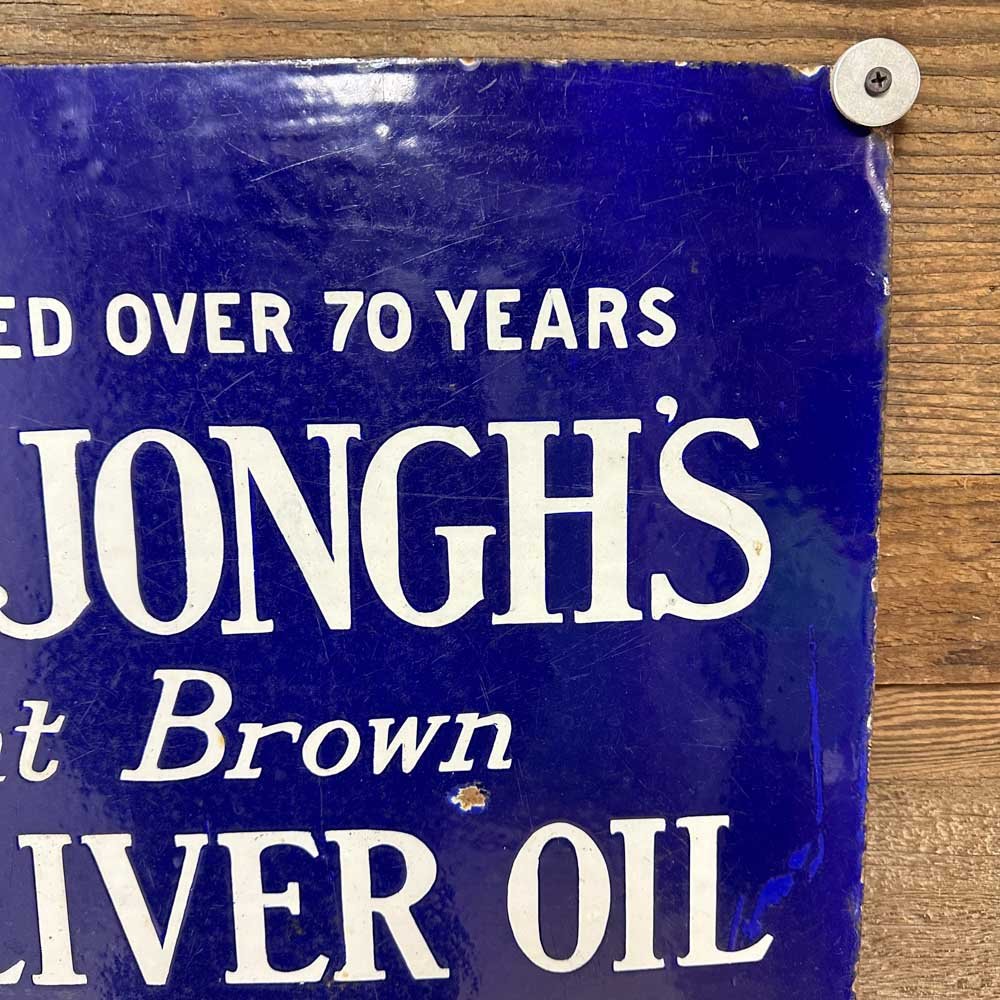 ED OVER 70 YEARS
JONGH'S
t Brown
LIVER OIL